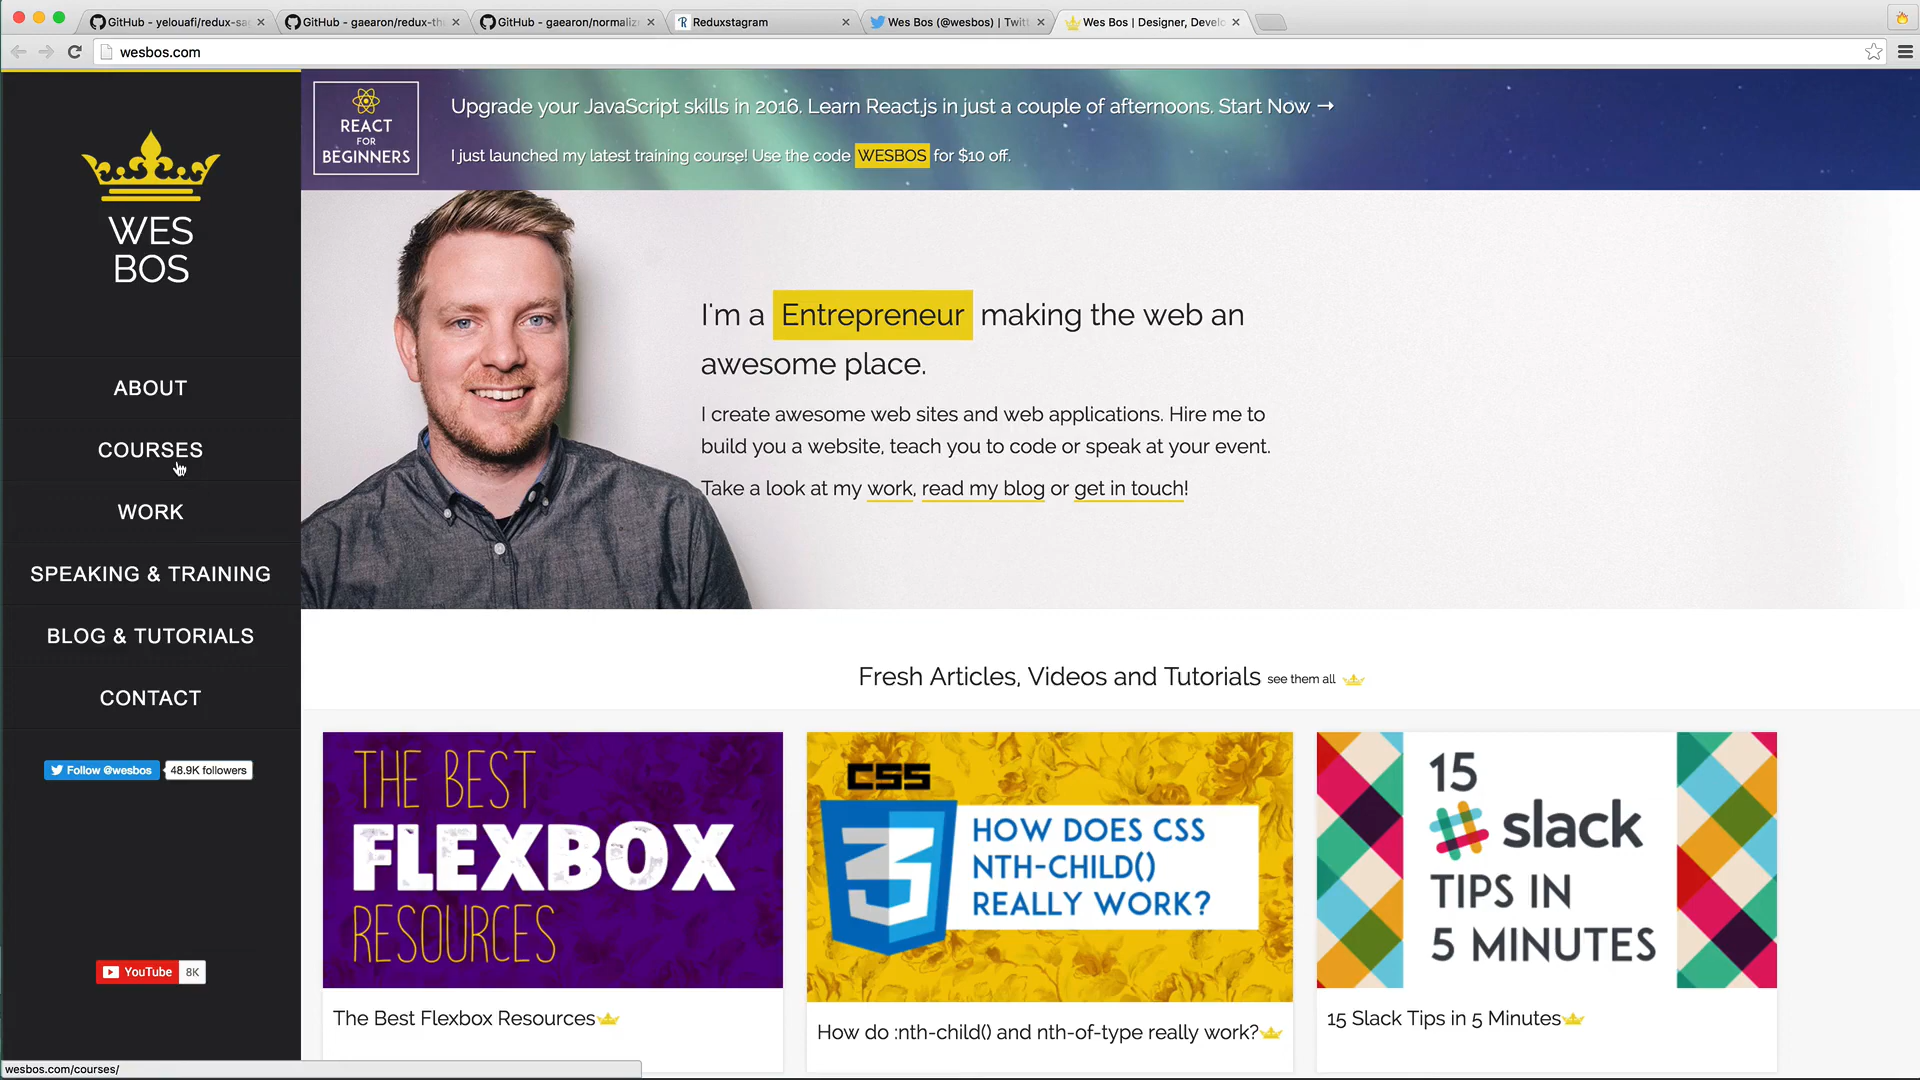 GitHub - yelouafi/redux-sa
GitHub - gaearon/redux-th
GitHub - gaearon/normaliz
Reduxstagram
Wes Bos (@wesbos) | Twitt
Wes Bos | Designer, Develo
wesbos.com
WES
BOS
ABOUT
COURSES
WORK
SPEAKING & TRAINING
BLOG & TUTORIALS
CONTACT
Follow @wesbos 48.9K followers
YouTube 8K
REACT
FOR
BEGINNERS
Upgrade your JavaScript skills in 2016. Learn React.js in just a couple of afternoons. Start Now →
I just launched my latest training course! Use the code WESBOS for $10 off.
I'm a Entrepreneur making the web an
awesome place.
I create awesome web sites and web applications. Hire me to
build you a website, teach you to code or speak at your event.
Take a look at my work, read my blog or get in touch!
Fresh Articles, Videos and Tutorials see them all
THE BEST
FLEXBOX
RESOURCES
The Best Flexbox Resources
CSS
3
HOW DOES CSS
NTH-CHILD()
REALLY WORK?
How do :nth-child() and nth-of-type really work?
15
slack
TIPS IN
5 MINUTES
15 Slack Tips in 5 Minutes
wesbos.com/courses/